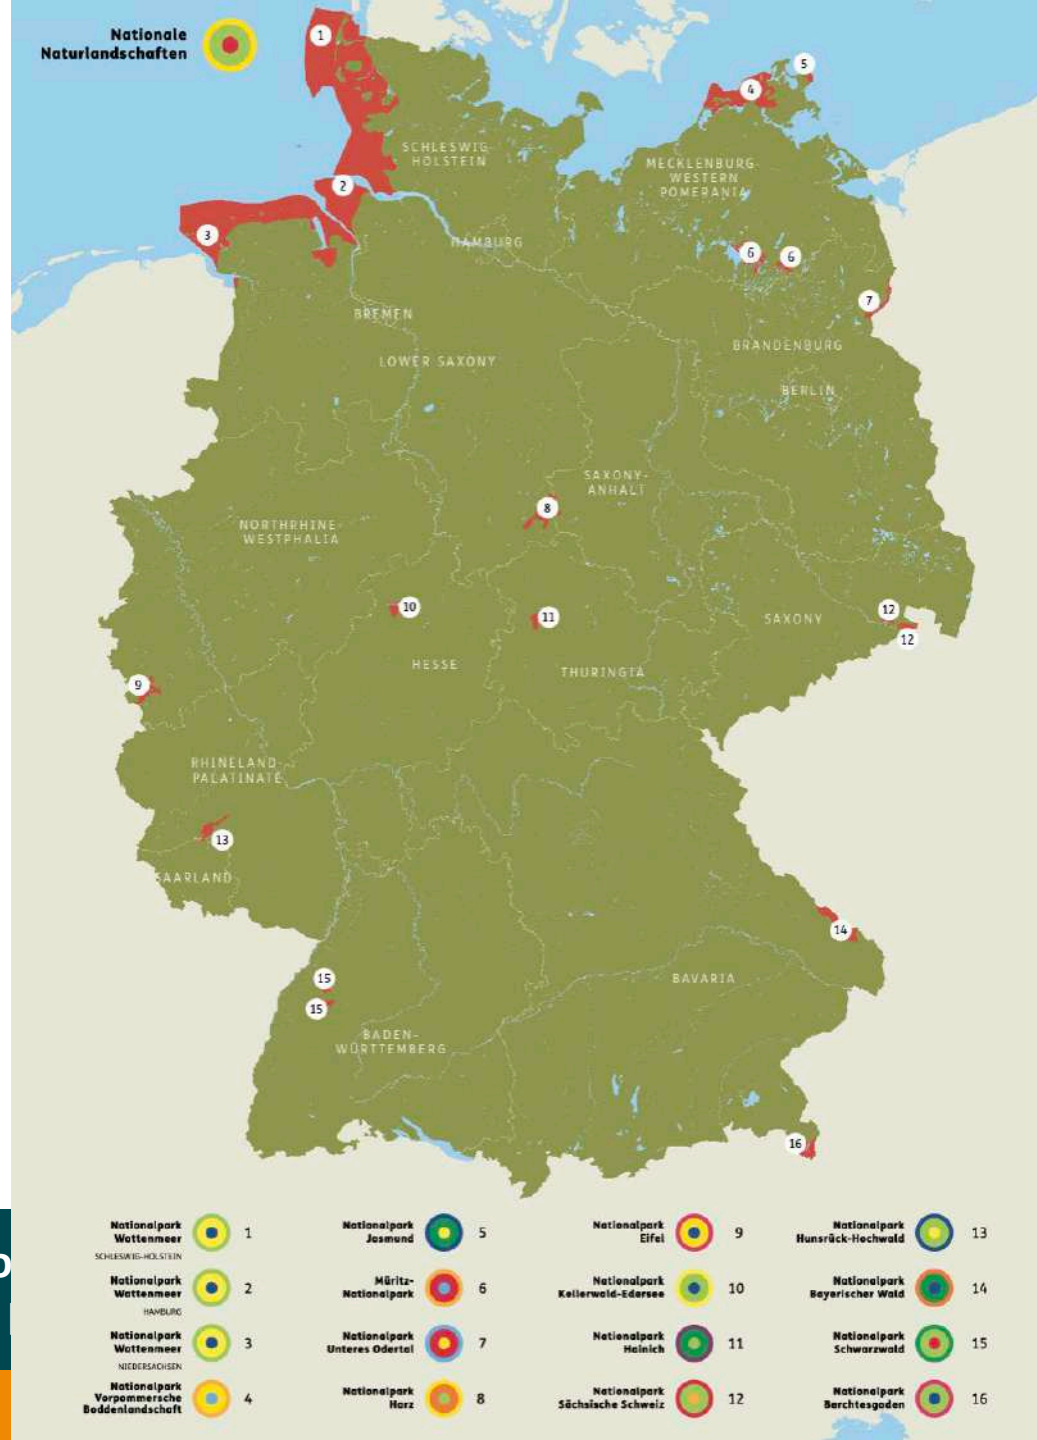 Nationale
Naturlandschaften
1
5
4
SCHLESWIG
HOLSTEIN
MECKLENBURG
WESTERN
POMERANIA
2
3
HAMBURG
6
6
7
BREMEN
BRANDENBURG
LOWER SAXONY
BERLIN
SAXONY-
ANHALT
8
NORTHRHINE
WESTPHALIA
10
11
12
SAXONY
12
HESSE
THURINGIA
9
RHINELAND
PALATINATE
13
SAARLAND
14
BAVARIA
15
15
BADEN-
WÜRTTEMBERG
16
Nationalpark
Wattenmeer
SCHLESWIG-HOLSTEIN
1
Nationalpark
Wattenmeer
HAMBURG
2
Nationalpark
Wattenmeer
NIEDERSACHSEN
3
Nationalpark
Vorpommersche
Boddenlandschaft
4
Nationalpark
Jasmund
5
Müritz-
Nationalpark
6
Nationalpark
Unteres Odertal
7
Nationalpark
Harz
8
Nationalpark
Eifel
9
Nationalpark
Kellerwald-Edersee
10
Nationalpark
Hainich
11
Nationalpark
Sächsische Schweiz
12
Nationalpark
Hunsrück-Hochwald
13
Nationalpark
Bayerischer Wald
14
Nationalpark
Schwarzwald
15
Nationalpark
Berchtesgaden
16